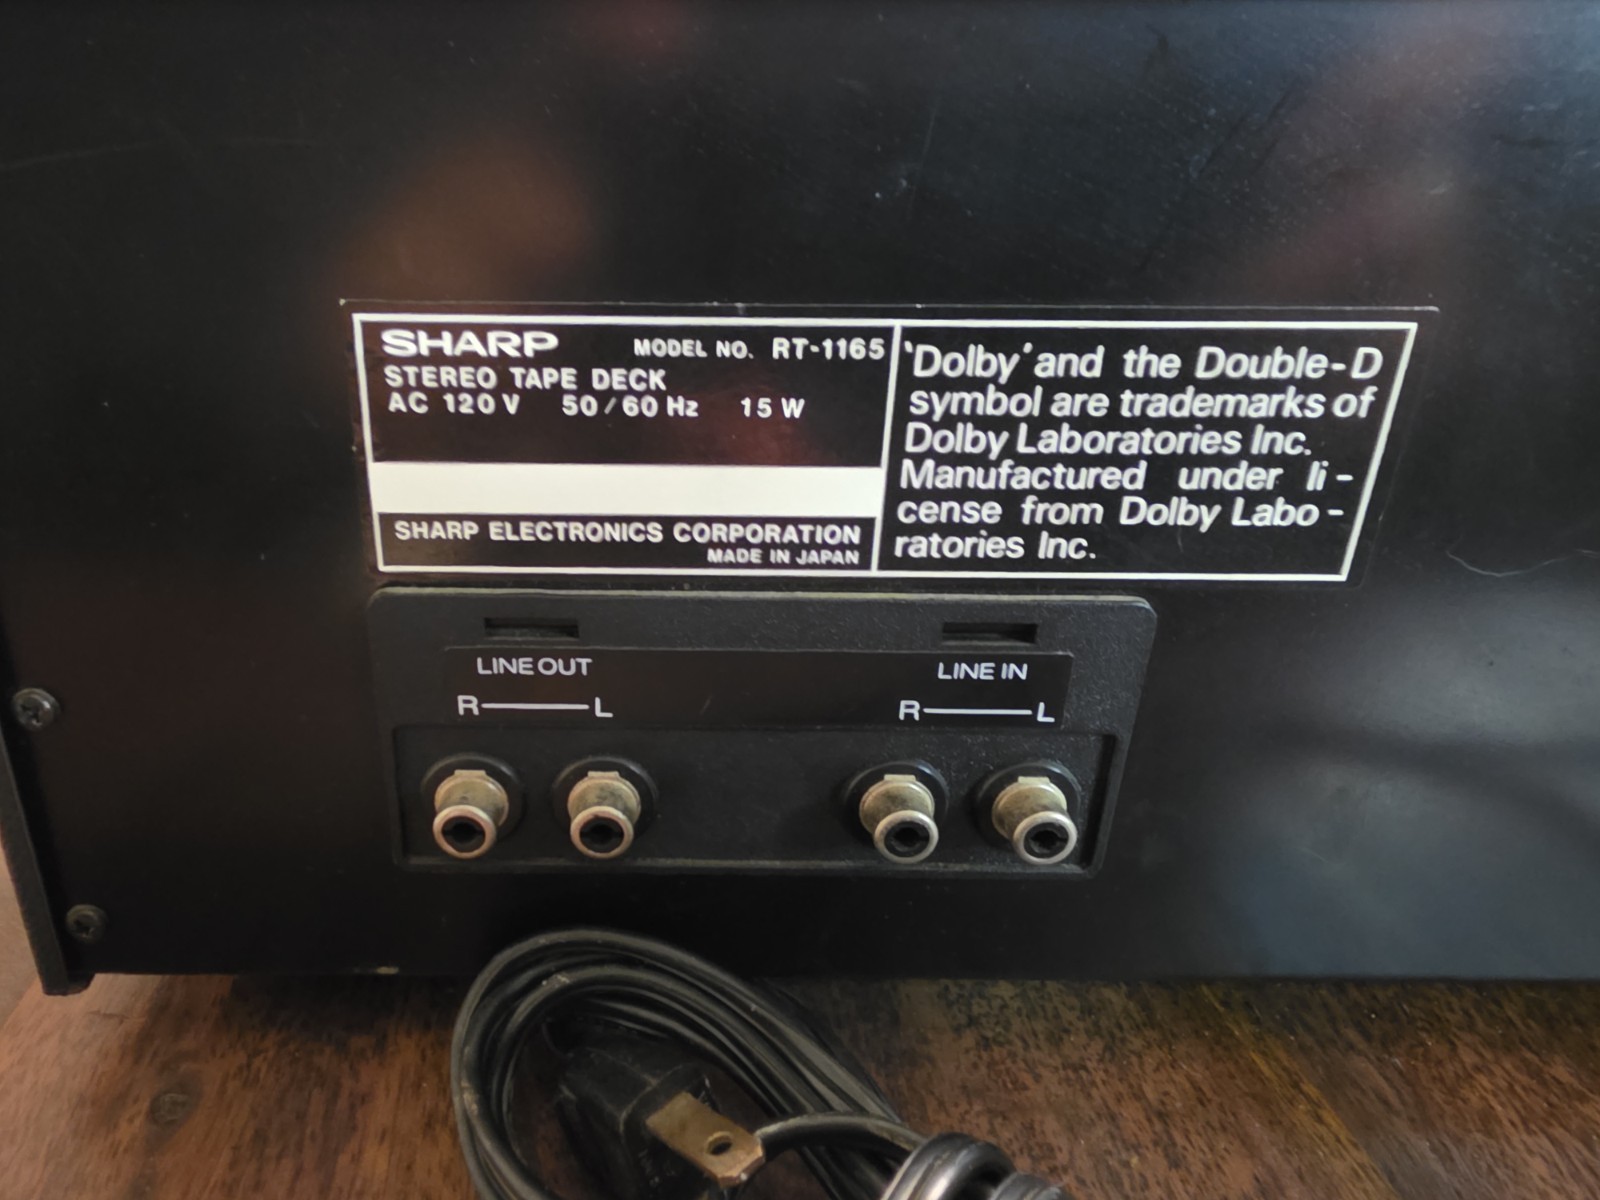 SHARP MODEL NO. RT-1165
STEREO TAPE DECK
AC 120 V 50/60 Hz 15 W
SHARP ELECTRONICS CORPORATION
MADE IN JAPAN
'Dolby' and the Double-D
symbol are trademarks of
Dolby Laboratories Inc.
Manufactured under li-
cense from Dolby Labo-
ratories Inc.
LINE OUT
R L
LINE IN
R L